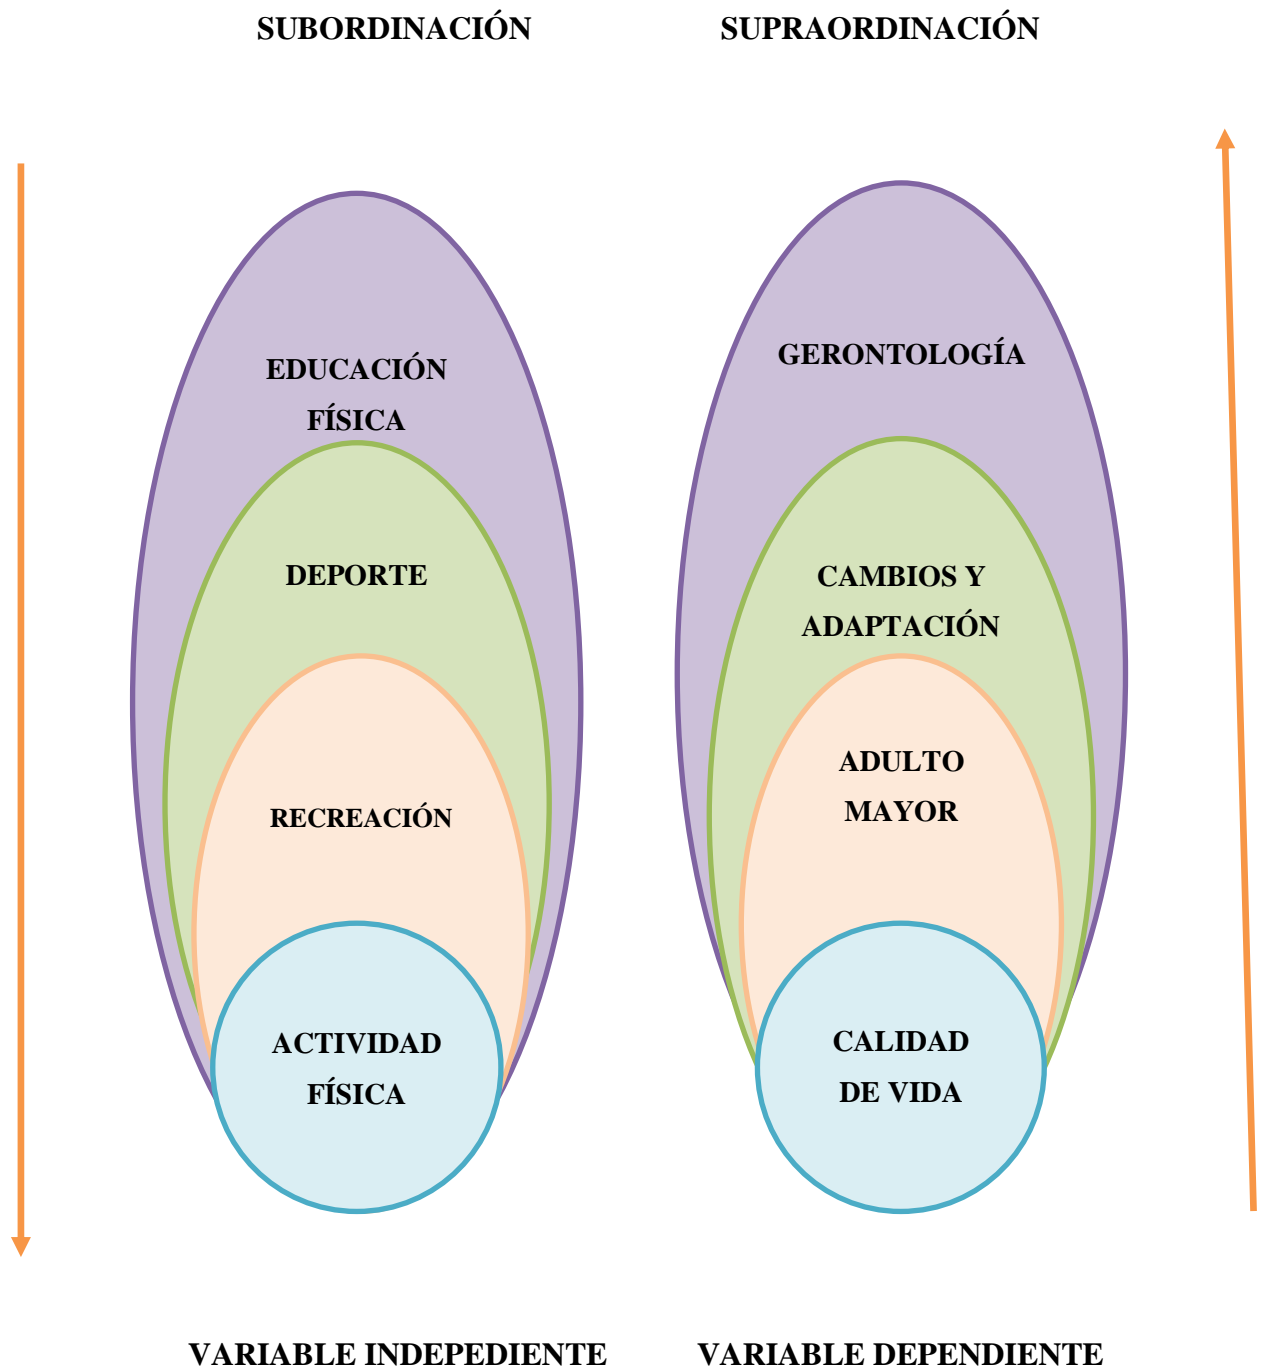 SUBORDINACIÓN
SUPRAORDINACIÓN
EDUCACIÓN
FÍSICA
DEPORTE
RECREACIÓN
ACTIVIDAD
FÍSICA
GERONTOLOGÍA
CAMBIOS Y
ADAPTACIÓN
ADULTO
MAYOR
CALIDAD
DE VIDA
VARIABLE INDEPEDIENTE
VARIABLE DEPENDIENTE